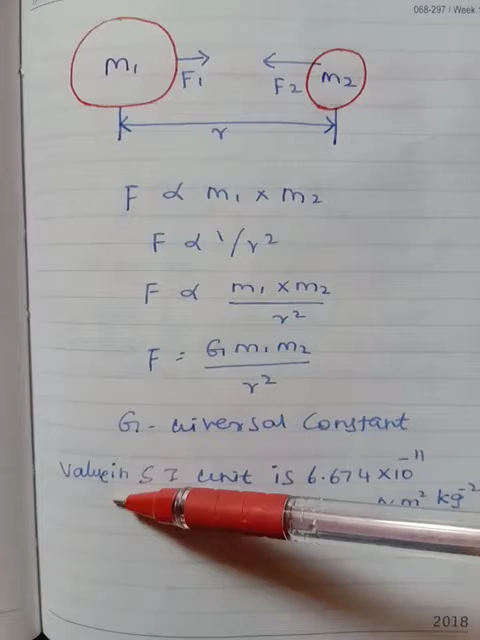 068-297 / Week
m1 F1 F2 m2
r
F ∝ m1 × m2
F ∝ 1/r²
F ∝ m1 × m2 / r²
F = G m1 m2 / r²
G - universal Constant
Value in S I unit is 6.674 × 10⁻¹¹
N m² kg⁻²
2018